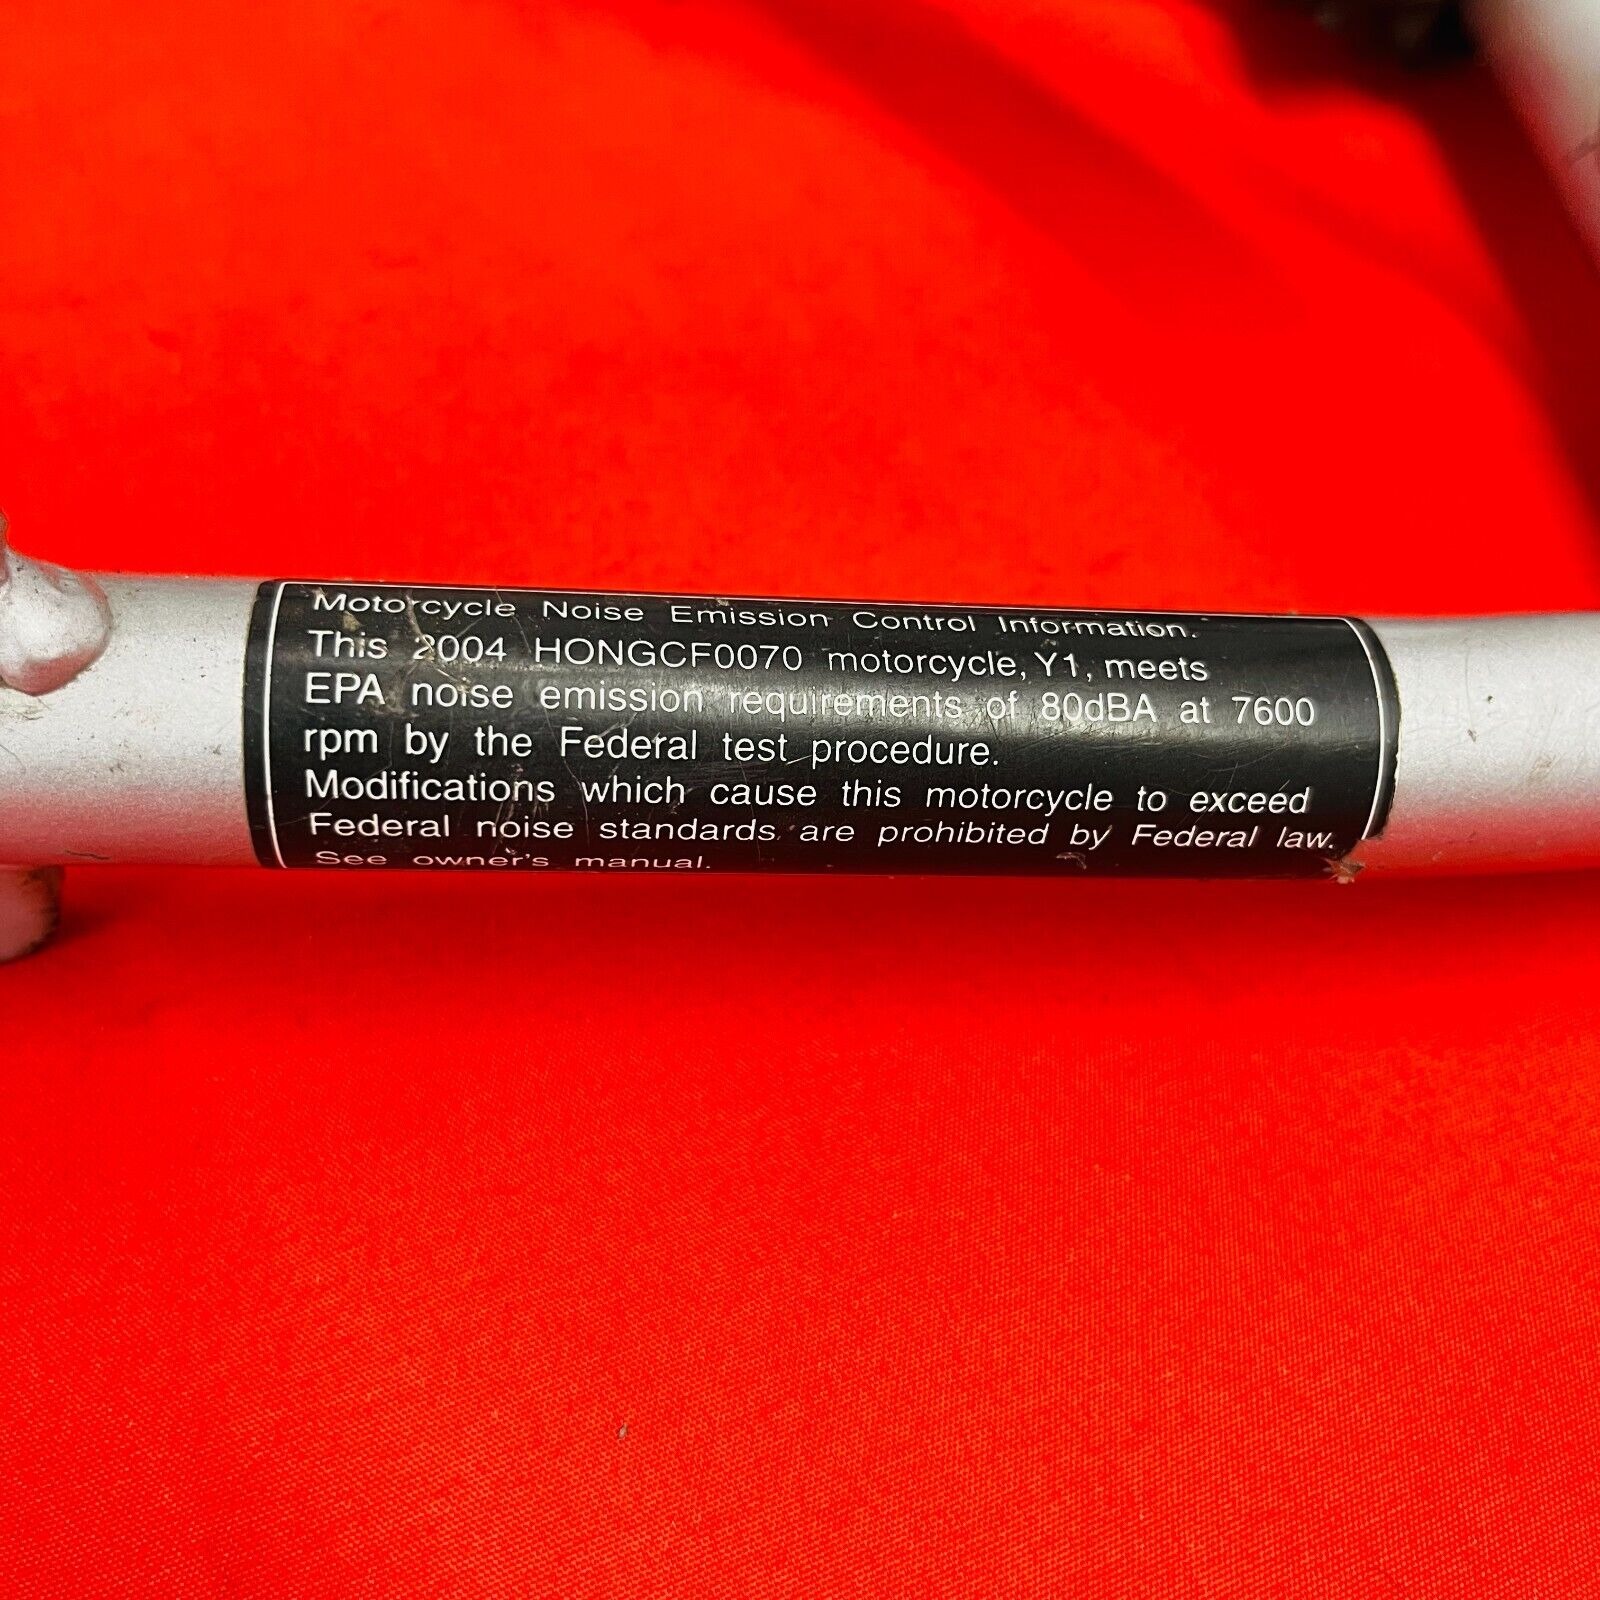 Motorcycle Noise Emission Control Information.
This 2004 HONGCF0070 motorcycle, Y1, meets
EPA noise emission requirements of 80dBA at 7600
rpm by the Federal test procedure.
Modifications which cause this motorcycle to exceed
Federal noise standards are prohibited by Federal law.
See owner's manual.